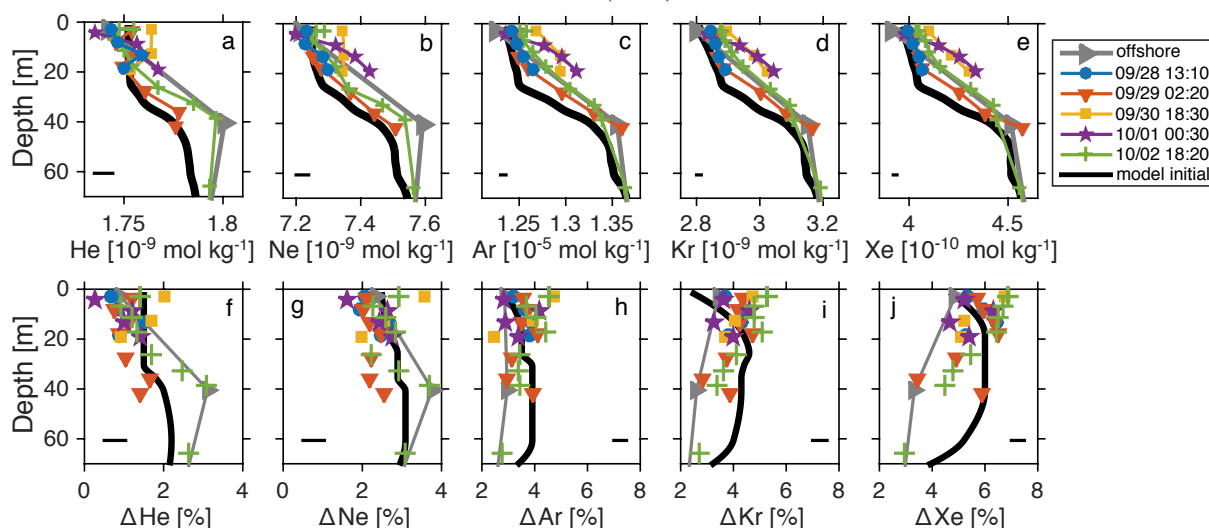 0
20
40
60
Depth [m]
a
b
c
d
e
1.75
1.8
7.2
7.4
7.6
1.25
1.3
1.35
2.8
3
3.2
4
4.5
He [10⁻⁹ mol kg⁻¹]
Ne [10⁻⁹ mol kg⁻¹]
Ar [10⁻⁵ mol kg⁻¹]
Kr [10⁻⁹ mol kg⁻¹]
Xe [10⁻¹⁰ mol kg⁻¹]
offshore
09/28 13:10
09/29 02:20
09/30 18:30
10/01 00:30
10/02 18:20
model initial
0
20
40
60
Depth [m]
f
g
h
i
j
0
2
4
0
2
4
2
4
6
8
2
4
6
8
2
4
6
8
ΔHe [%]
ΔNe [%]
ΔAr [%]
ΔKr [%]
ΔXe [%]